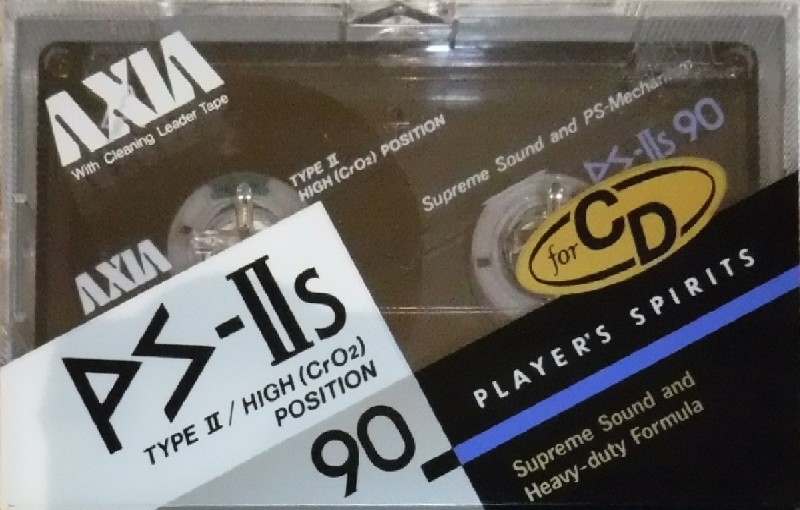 AXIA
With Cleaning Leader Tape
TYPE II
HIGH (CrO2) POSITION
Supreme Sound and PS-Mechanism
PS-IIs 90
for CD
AXIA
PS-IIs
TYPE II / HIGH (CrO2)
POSITION
90
PLAYER'S SPIRITS
Supreme Sound and
Heavy-duty Formula